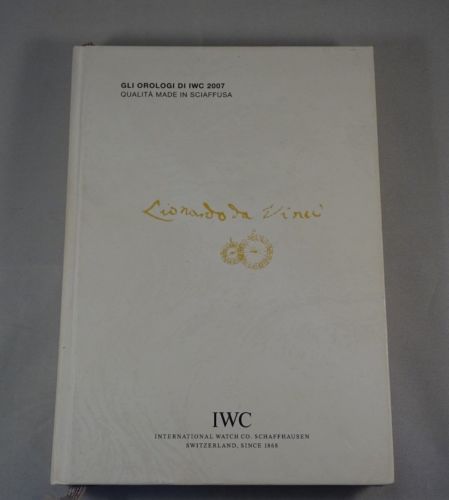 GLI OROLOGI DI IWC 2007
QUALITÀ MADE IN SCIAFFUSA
Lionardo da Vinci
IWC
INTERNATIONAL WATCH CO. SCHAFFHAUSEN
SWITZERLAND, SINCE 1868